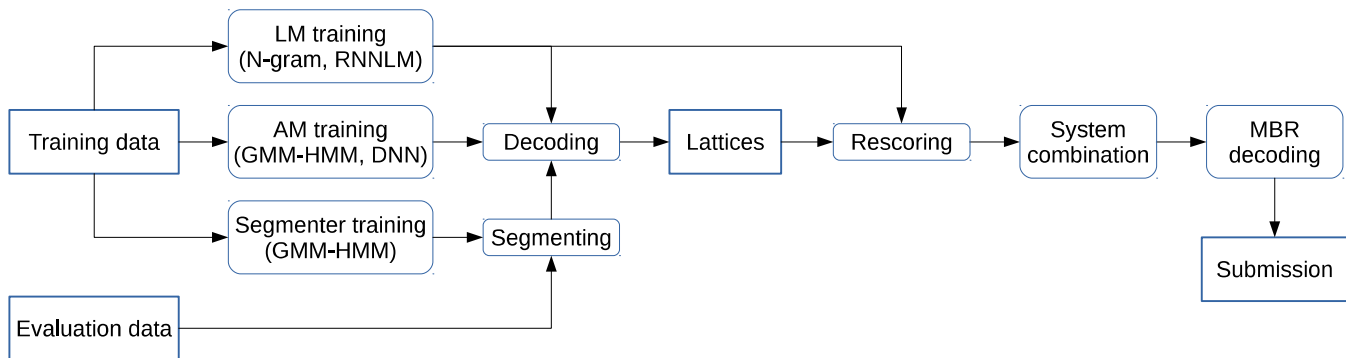 LM training
(N-gram, RNNLM)
Training data
AM training
(GMM-HMM, DNN)
Decoding
Lattices
Rescoring
System
combination
MBR
decoding
Segmenter training
(GMM-HMM)
Segmenting
Submission
Evaluation data